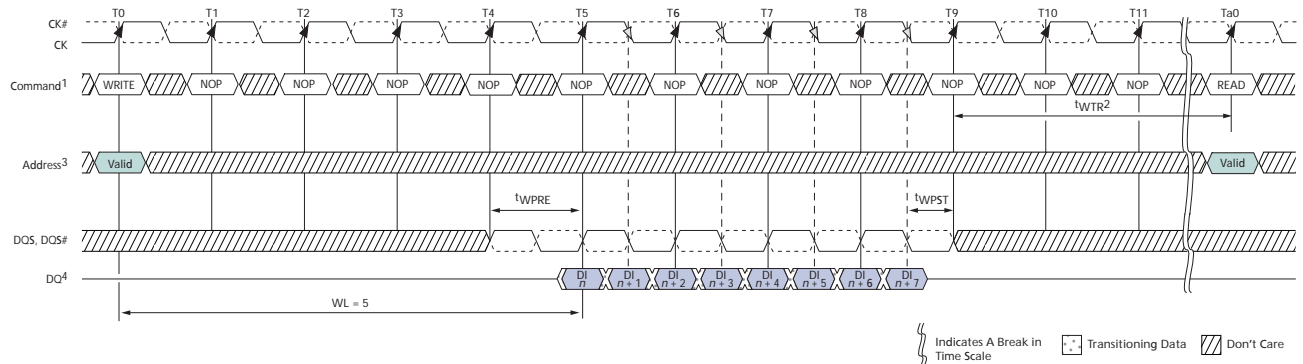 T0 T1 T2 T3 T4 T5 T6 T7 T8 T9 T10 T11 Ta0
CK#
CK
Command1 WRITE NOP NOP NOP NOP NOP NOP NOP NOP NOP NOP NOP READ
tWTR2
Address3 Valid Valid
tWPRE tWPST
DQS, DQS#
DQ4 DI n DI n + 1 DI n + 2 DI n + 3 DI n + 4 DI n + 5 DI n + 6 DI n + 7
WL = 5
Indicates A Break in
Time Scale
Transitioning Data
Don't Care